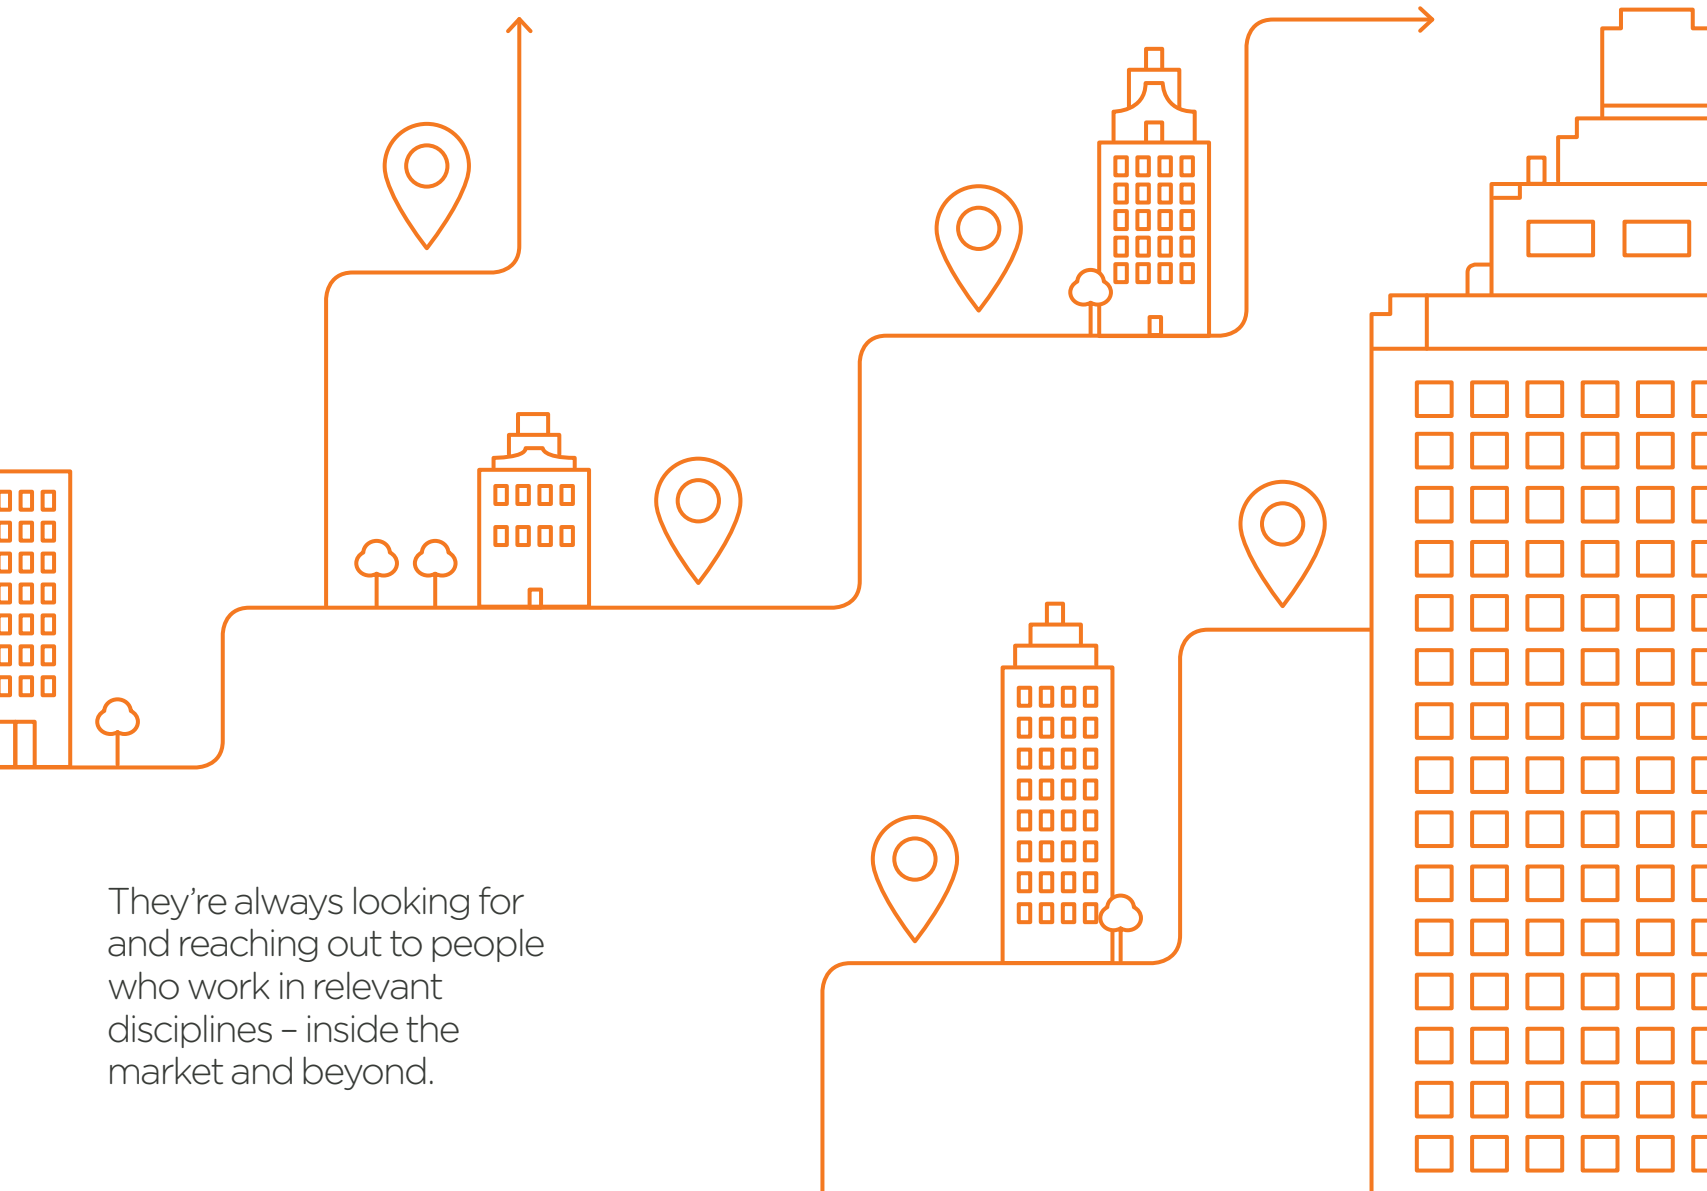 They’re always looking for
and reaching out to people
who work in relevant
disciplines – inside the
market and beyond.